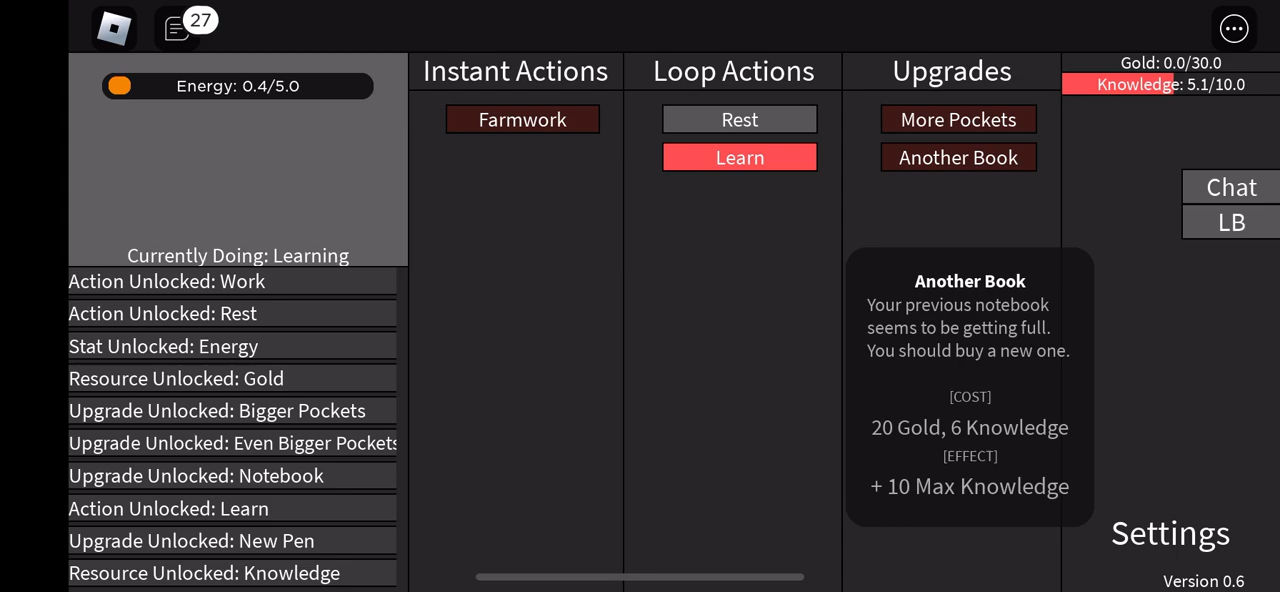 27
Energy: 0.4/5.0
Currently Doing: Learning
Action Unlocked: Work
Action Unlocked: Rest
Stat Unlocked: Energy
Resource Unlocked: Gold
Upgrade Unlocked: Bigger Pockets
Upgrade Unlocked: Even Bigger Pockets
Upgrade Unlocked: Notebook
Action Unlocked: Learn
Upgrade Unlocked: New Pen
Resource Unlocked: Knowledge
Instant Actions
Farmwork
Loop Actions
Rest
Learn
Upgrades
More Pockets
Another Book
Another Book
Your previous notebook
seems to be getting full.
You should buy a new one.
[COST]
20 Gold, 6 Knowledge
[EFFECT]
+ 10 Max Knowledge
Gold: 0.0/30.0
Knowledge: 5.1/10.0
Chat
LB
Settings
Version 0.6